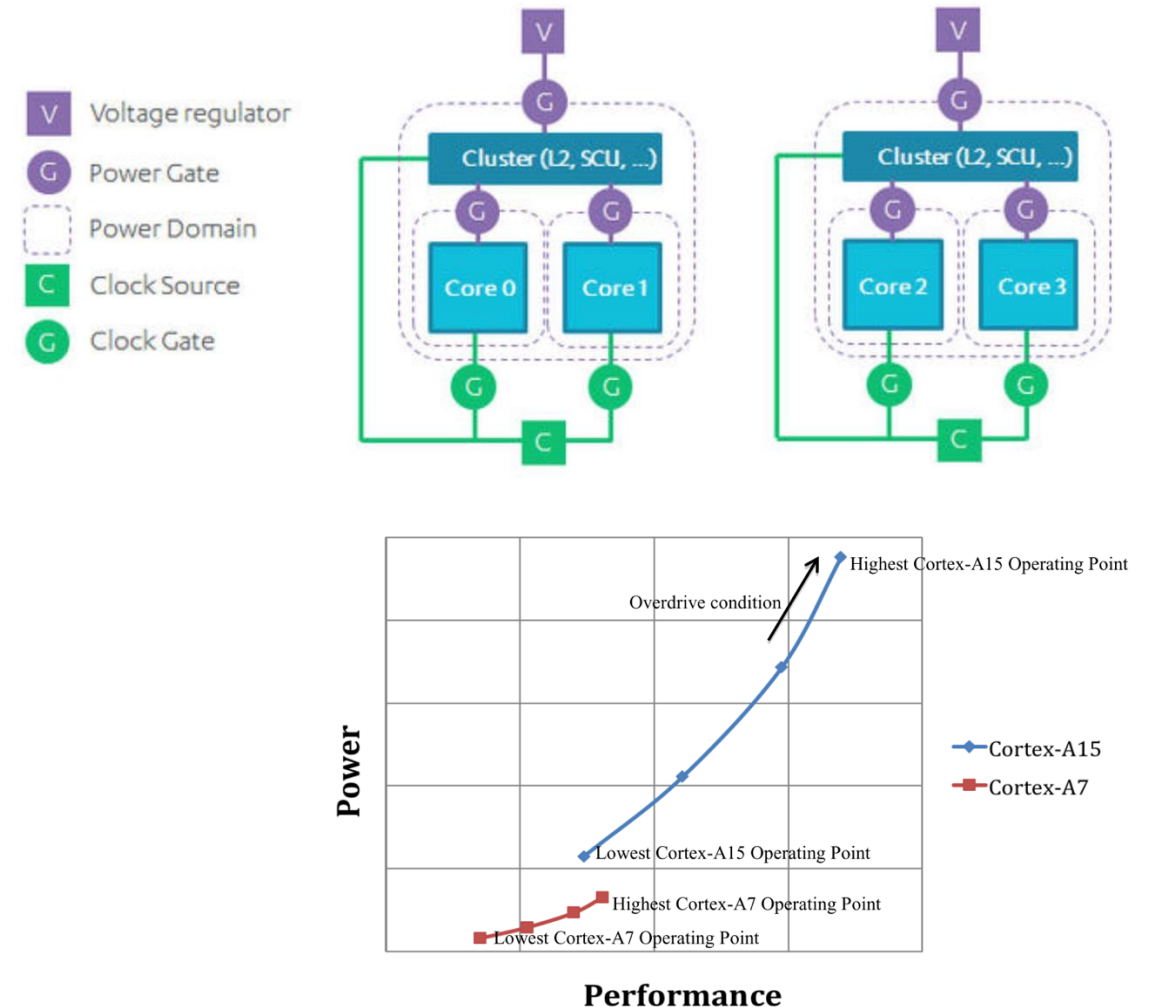 V
V
G
G
V Voltage regulator
Cluster (L2, SCU, ...)
Cluster (L2, SCU, ...)
G Power Gate
G
G
G
G
Power Domain
C Clock Source
Core 0
Core 1
Core 2
Core 3
G Clock Gate
G
G
G
G
C
C
Highest Cortex-A15 Operating Point
Overdrive condition
Power
Cortex-A15
Cortex-A7
Lowest Cortex-A15 Operating Point
Highest Cortex-A7 Operating Point
Lowest Cortex-A7 Operating Point
Performance